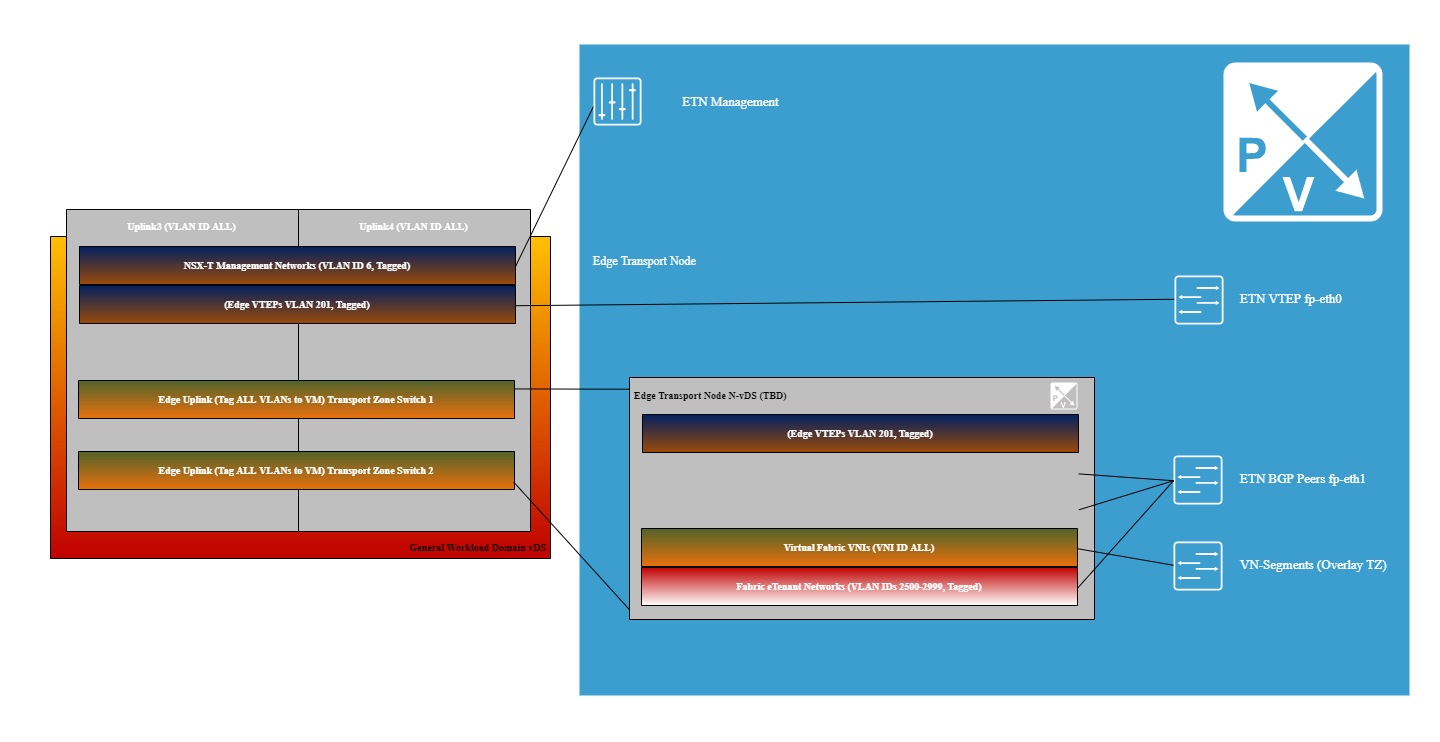 ETN Management
P
V
Uplink3 (VLAN ID ALL)
Uplink4 (VLAN ID ALL)
NSX-T Management Networks (VLAN ID 6, Tagged)
Edge Transport Node
(Edge VTEPs VLAN 201, Tagged)
ETN VTEP fp-eth0
Edge Uplink (Tag ALL VLANs to VM) Transport Zone Switch 1
Edge Uplink (Tag ALL VLANs to VM) Transport Zone Switch 2
General Workload Domain vDS
Edge Transport Node N-vDS (TBD)
P
V
(Edge VTEPs VLAN 201, Tagged)
ETN BGP Peers fp-eth1
Virtual Fabric VNIs (VNI ID ALL)
VN-Segments (Overlay TZ)
Fabric eTenant Networks (VLAN IDs 2500-2999, Tagged)